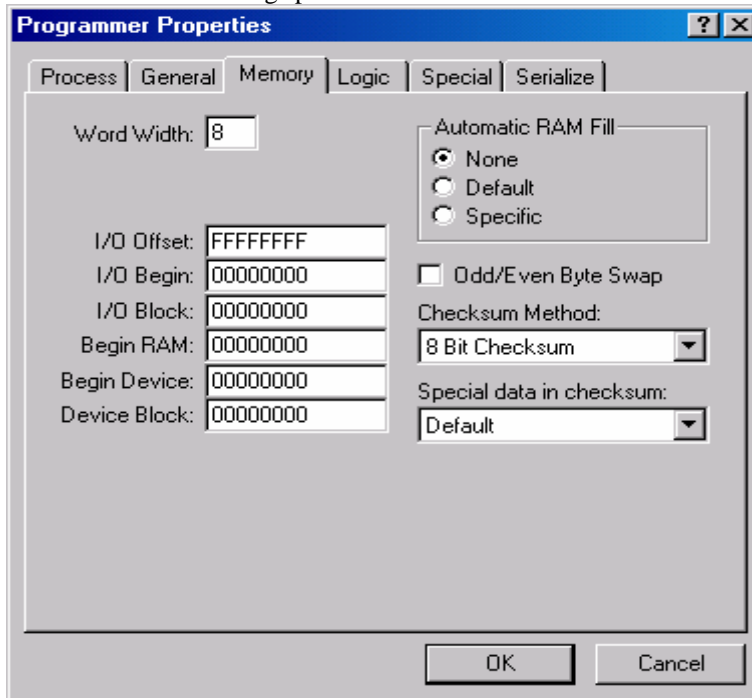 Programmer Properties
Process General Memory Logic Special Serialize
Word Width: 8
I/O Offset: FFFFFFFF
I/O Begin: 00000000
I/O Block: 00000000
Begin RAM: 00000000
Begin Device: 00000000
Device Block: 00000000
Automatic RAM Fill
None
Default
Specific
Odd/Even Byte Swap
Checksum Method:
8 Bit Checksum
Special data in checksum:
Default
OK Cancel